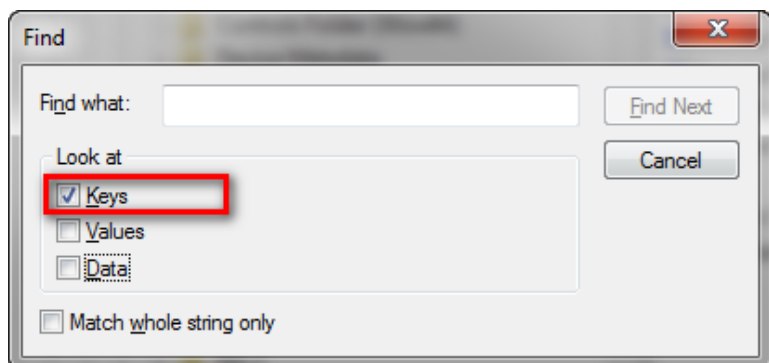 Find
Find what:
Find Next
Look at
Cancel
Keys
Values
Data
Match whole string only